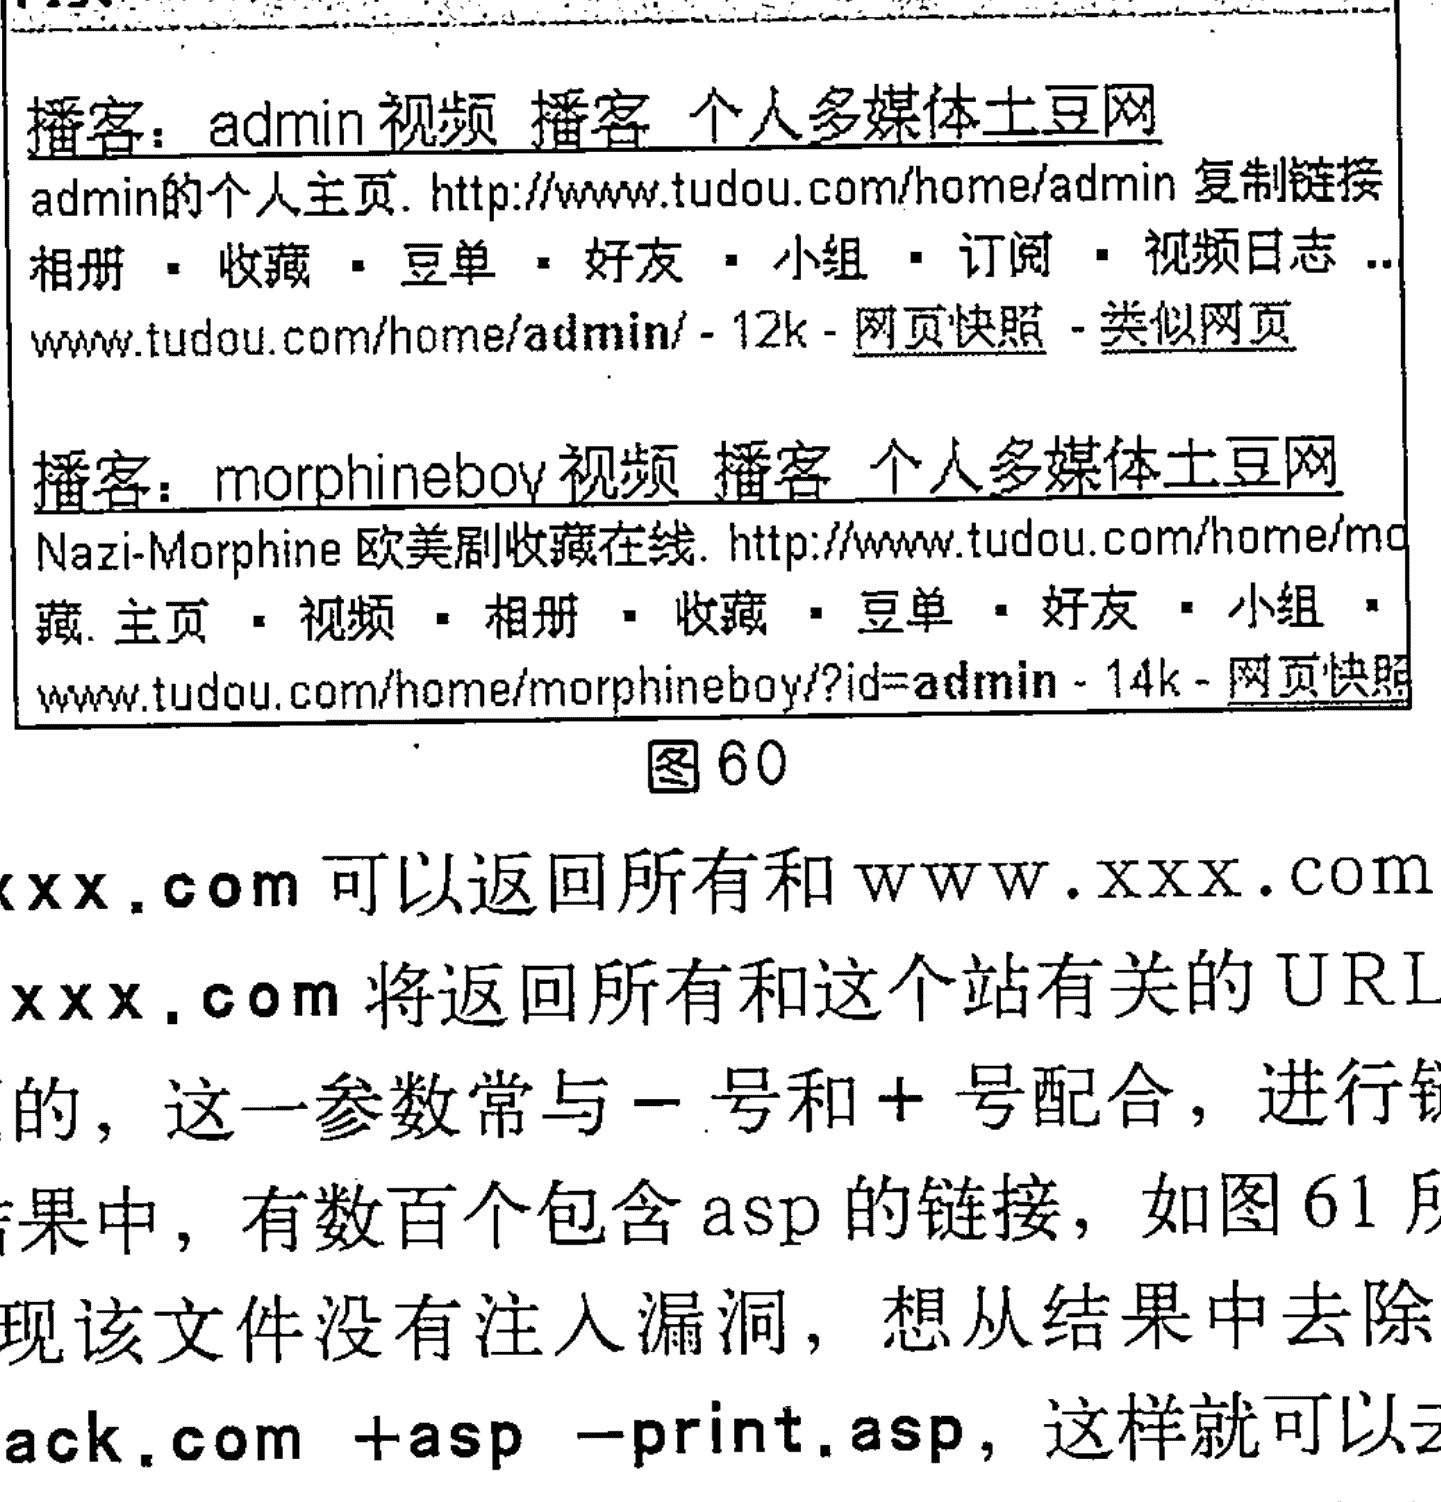 播客：admin 视频 播客 个人多媒体土豆网
admin的个人主页. http://www.tudou.com/home/admin 复制链接
相册 ▪ 收藏 ▪ 豆单 ▪ 好友 ▪ 小组 ▪ 订阅 ▪ 视频日志 ...
www.tudou.com/home/admin/ - 12k - 网页快照 - 类似网页
播客：morphineboy 视频 播客 个人多媒体土豆网
Nazi-Morphine 欧美剧收藏在线. http://www.tudou.com/home/mo
藏. 主页 ▪ 视频 ▪ 相册 ▪ 收藏 ▪ 豆单 ▪ 好友 ▪ 小组 ▪
www.tudou.com/home/morphineboy/?id=admin - 14k - 网页快照
图 60
xxx.com 可以返回所有和 www.xxx.com
xxx.com 将返回所有和这个站有关的 URL
的，这一参数常与 − 号和 + 号配合，进行
果中，有数百个包含 asp 的链接，如图 61 所
现该文件没有注入漏洞，想从结果中去除
ack.com +asp −print.asp，这样就可以去